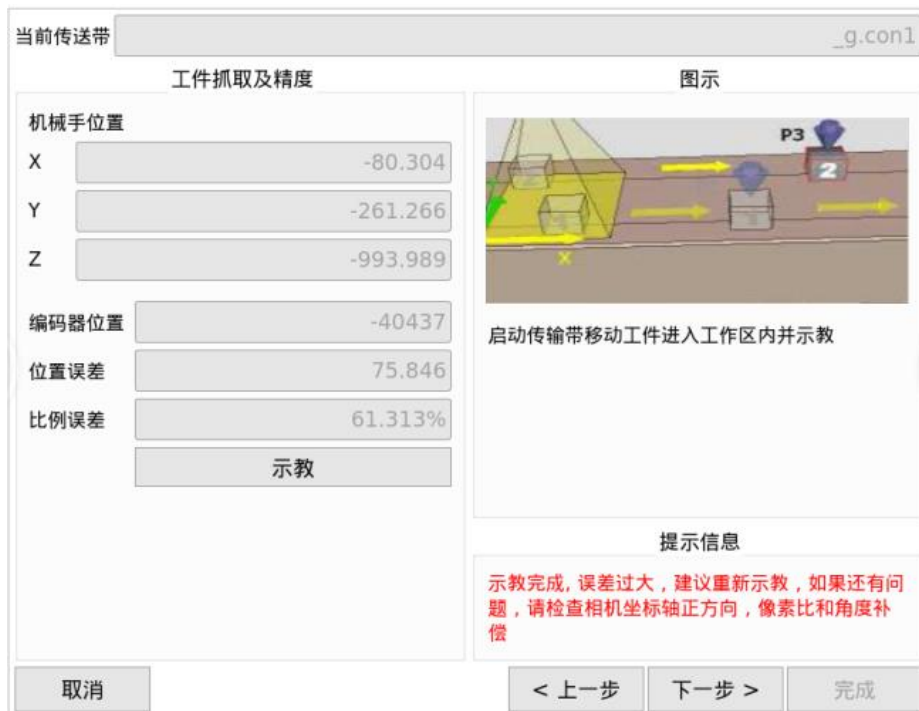 当前传送带 _g.con1
工件抓取及精度
机械手位置
X -80.304
Y -261.266
Z -993.989
编码器位置 -40437
位置误差 75.846
比例误差 61.313%
示教
图示
P3
2
X
启动传输带移动工件进入工作区内并示教
提示信息
示教完成, 误差过大，建议重新示教，如果还有问
题，请检查相机坐标轴正方向，像素比和角度补
偿
取消
< 上一步
下一步 >
完成